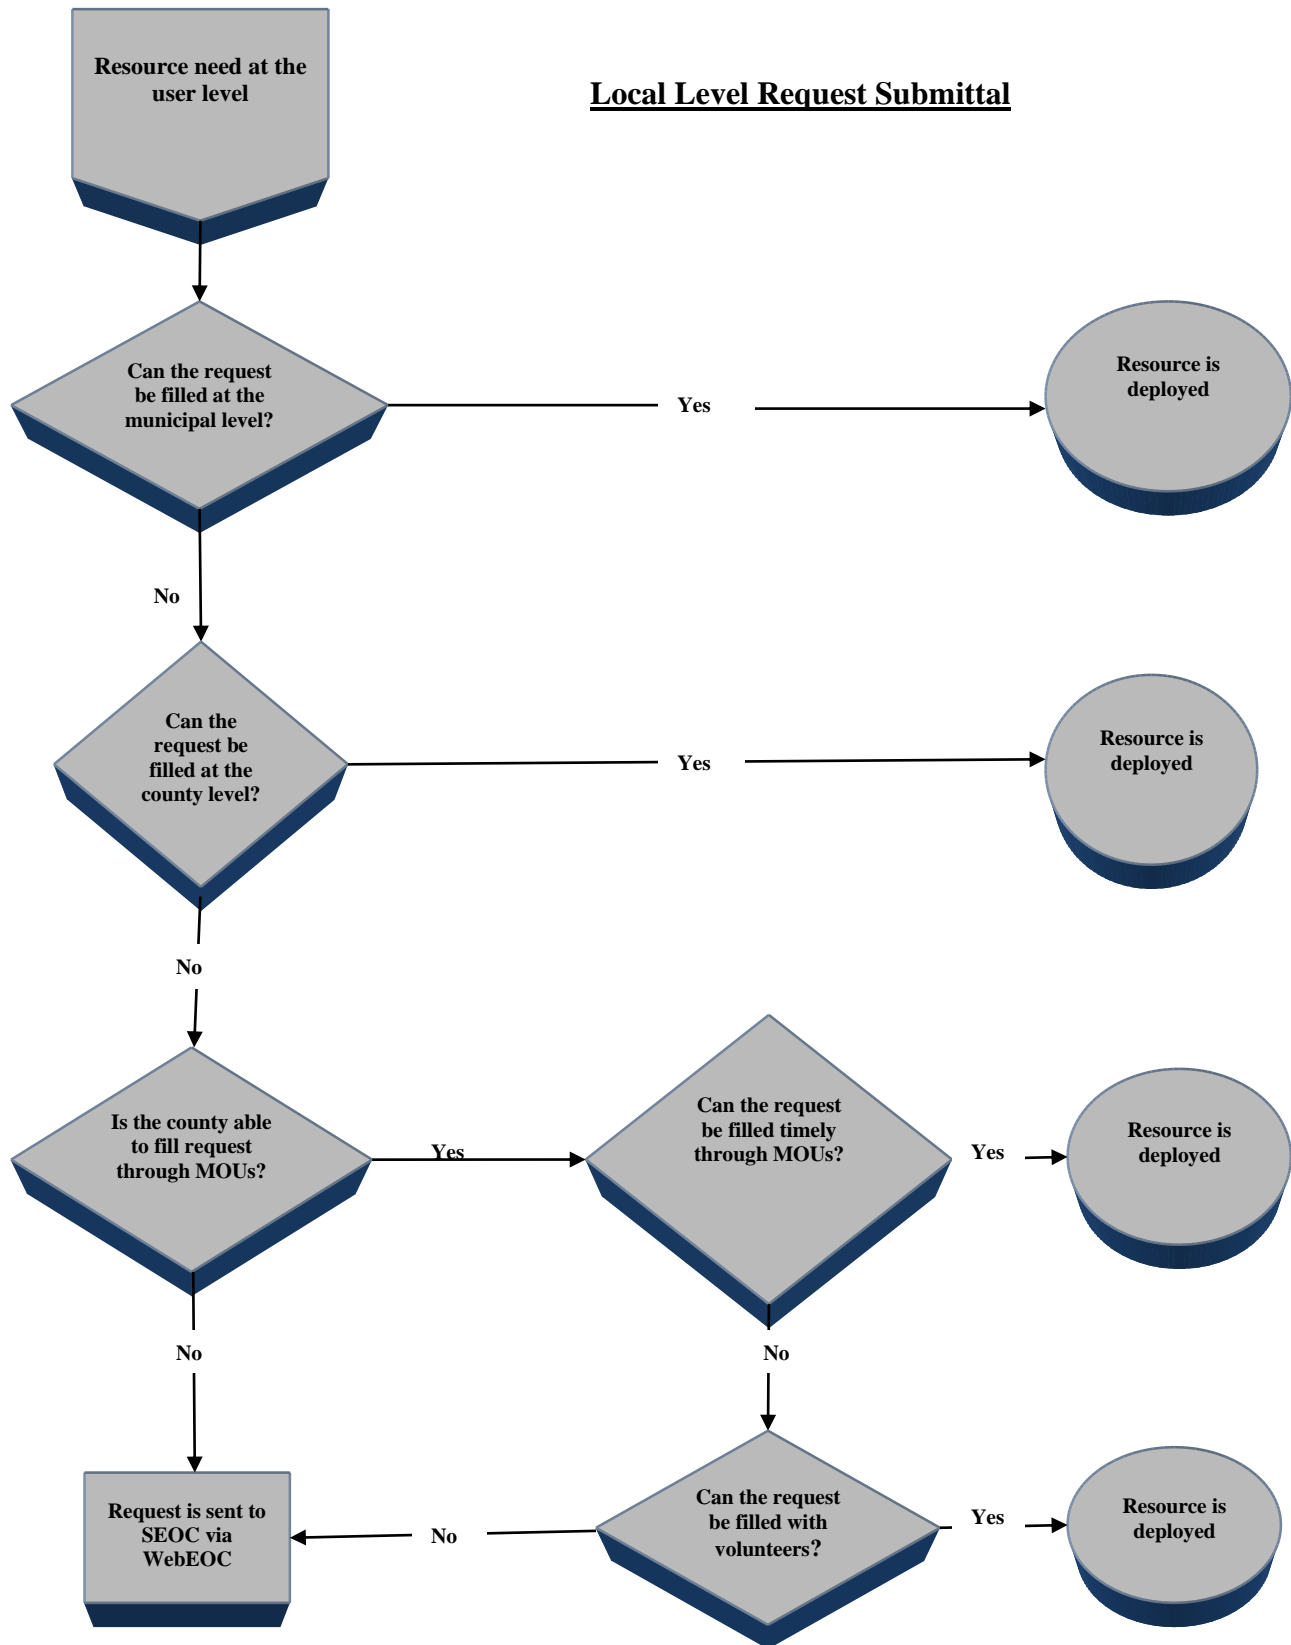 Resource need at the
user level
Local Level Request Submittal
Can the request
be filled at the
municipal level?
Yes
Resource is
deployed
No
Can the
request be
filled at the
county level?
Yes
Resource is
deployed
No
Is the county able
to fill request
through MOUs?
Yes
Can the request
be filled timely
through MOUs?
Yes
Resource is
deployed
No
No
Request is sent to
SEOC via
WebEOC
No
Can the request
be filled with
volunteers?
Yes
Resource is
deployed